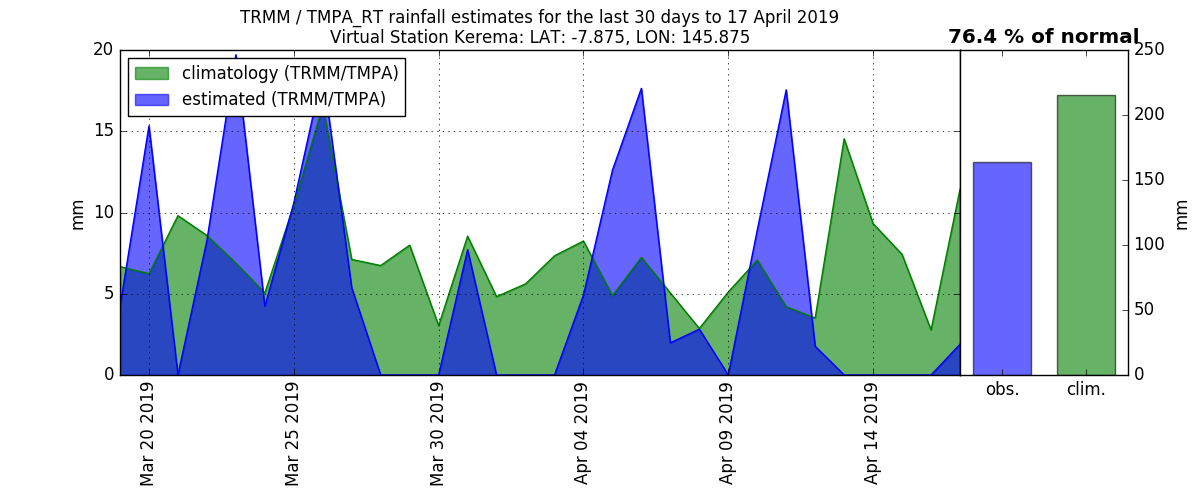 TRMM / TMPA_RT rainfall estimates for the last 30 days to 17 April 2019
Virtual Station Kerema: LAT: -7.875, LON: 145.875
76.4 % of normal
climatology (TRMM/TMPA)
estimated (TRMM/TMPA)
20
15
10
5
0
mm
250
200
150
100
50
0
mm
Mar 20 2019
Mar 25 2019
Mar 30 2019
Apr 04 2019
Apr 09 2019
Apr 14 2019
obs.
clim.